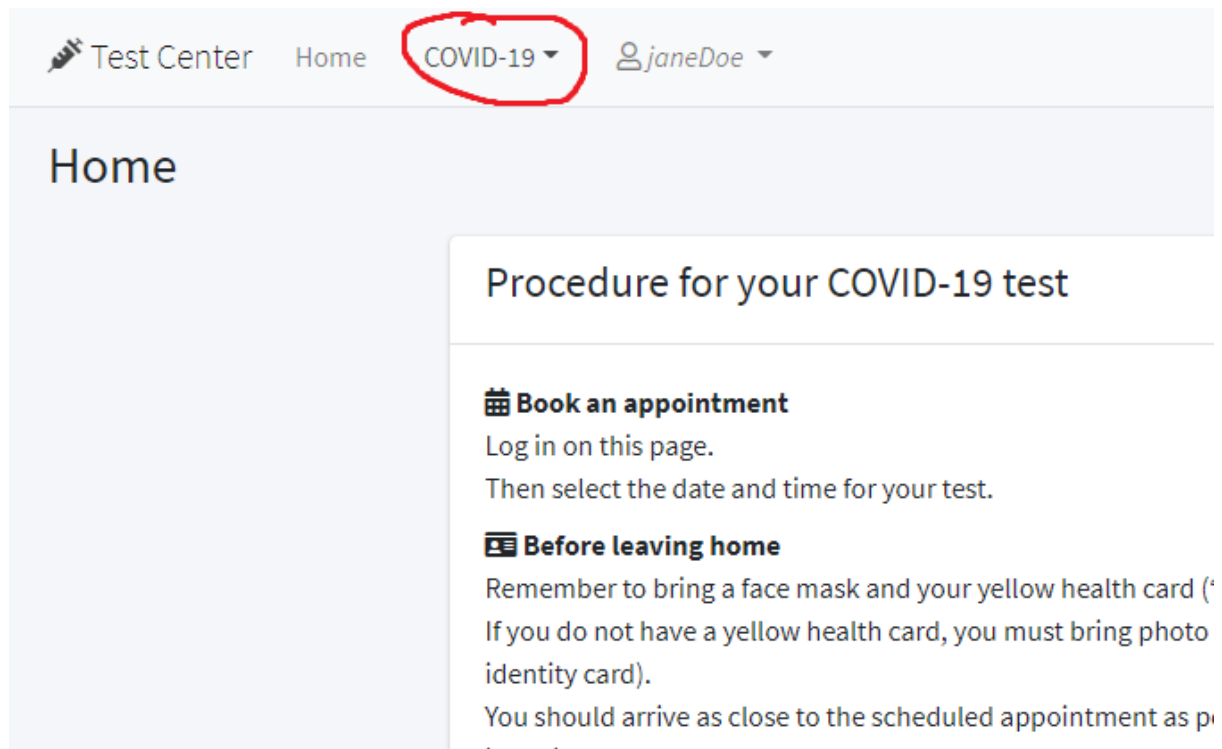 Test Center Home COVID-19 janeDoe
Home
Procedure for your COVID-19 test
Book an appointment
Log in on this page.
Then select the date and time for your test.
Before leaving home
Remember to bring a face mask and your yellow health card (
If you do not have a yellow health card, you must bring photo
identity card).
You should arrive as close to the scheduled appointment as